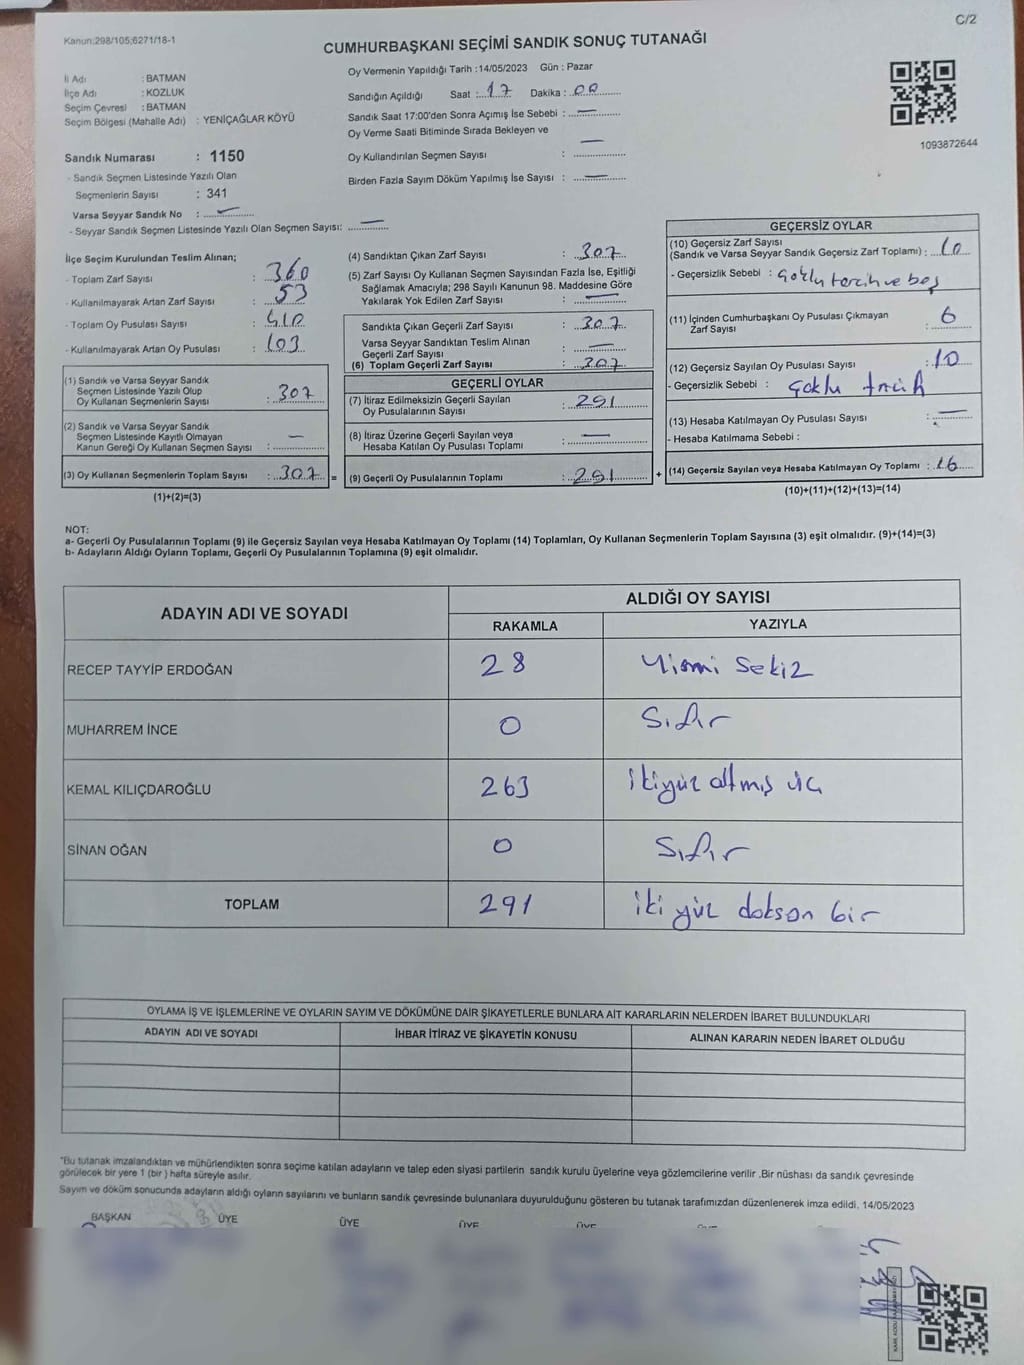 C/2
Kanun:298/105;6271/18-1
CUMHURBAŞKANI SEÇİMİ SANDIK SONUÇ TUTANAĞI
İl Adı : BATMAN
İlçe Adı : KOZLUK
Seçim Çevresi : BATMAN
Seçim Bölgesi (Mahalle Adı) : YENİÇAĞLAR KÖYÜ
Sandık Numarası : 1150
- Sandık Seçmen Listesinde Yazılı Olan
Seçmenlerin Sayısı : 341
Varsa Seyyar Sandık No : —
- Seyyar Sandık Seçmen Listesinde Yazılı Olan Seçmen Sayısı: —
Oy Vermenin Yapıldığı Tarih :14/05/2023 Gün : Pazar
Sandığın Açıldığı Saat : 17 Dakika : 00
Sandık Saat 17:00'den Sonra Açımış İse Sebebi : —
Oy Verme Saati Bitiminde Sırada Bekleyen ve —
Oy Kullandırılan Seçmen Sayısı :
Birden Fazla Sayım Döküm Yapılmış İse Sayısı : —
1093872644
İlçe Seçim Kurulundan Teslim Alınan;
- Toplam Zarf Sayısı : 360
- Kullanılmayarak Artan Zarf Sayısı : 53
- Toplam Oy Pusulası Sayısı : 410
- Kullanılmayarak Artan Oy Pusulası : 103
(1) Sandık ve Varsa Seyyar Sandık
Seçmen Listesinde Yazılı Olup
Oy Kullanan Seçmenlerin Sayısı : 307
(2) Sandık ve Varsa Seyyar Sandık
Seçmen Listesinde Kayıtlı Olmayan
Kanun Gereği Oy Kullanan Seçmen Sayısı : —
(3) Oy Kullanan Seçmenlerin Toplam Sayısı : 307 =
(1)+(2)=(3)
(4) Sandıktan Çıkan Zarf Sayısı : 307
(5) Zarf Sayısı Oy Kullanan Seçmen Sayısından Fazla İse, Eşitliği
Sağlamak Amacıyla; 298 Sayılı Kanunun 98. Maddesine Göre
Yakılarak Yok Edilen Zarf Sayısı : —
Sandıkta Çıkan Geçerli Zarf Sayısı : 307
Varsa Seyyar Sandıktan Teslim Alınan
Geçerli Zarf Sayısı : —
(6) Toplam Geçerli Zarf Sayısı : 307
GEÇERLİ OYLAR
(7) İtiraz Edilmeksizin Geçerli Sayılan
Oy Pusulalarının Sayısı : 291
(8) İtiraz Üzerine Geçerli Sayılan veya
Hesaba Katılan Oy Pusulası Toplamı : —
(9) Geçerli Oy Pusulalarının Toplamı : 291 +
GEÇERSİZ OYLAR
(10) Geçersiz Zarf Sayısı
(Sandık ve Varsa Seyyar Sandık Geçersiz Zarf Toplamı) : 10
- Geçersizlik Sebebi : çoklu tercih ve boş
(11) İçinden Cumhurbaşkanı Oy Pusulası Çıkmayan
Zarf Sayısı : 6
(12) Geçersiz Sayılan Oy Pusulası Sayısı : 10
- Geçersizlik Sebebi : çoklu tercih
(13) Hesaba Katılmayan Oy Pusulası Sayısı : —
- Hesaba Katılmama Sebebi :
(14) Geçersiz Sayılan veya Hesaba Katılmayan Oy Toplamı : 16
(10)+(11)+(12)+(13)=(14)
NOT:
a- Geçerli Oy Pusulasının Toplamı (9) ile Geçersiz Sayılan veya Hesaba Katılmayan Oy Toplamı (14) Toplamları, Oy Kullanan Seçmenlerin Toplam Sayısına (3) eşit olmalıdır. (9)+(14)=(3)
b- Adayların Aldığı Oyların Toplamı, Geçerli Oy Pusulalarının Toplamına (9) eşit olmalıdır.
ADAYIN ADI VE SOYADI ALDIĞI OY SAYISI
RAKAMLA YAZIYLA
RECEP TAYYİP ERDOĞAN 28 Yirmi sekiz
MUHARREM İNCE 0 Sıfır
KEMAL KILIÇDAROĞLU 263 ikiyüz altmış üç
SİNAN OĞAN 0 Sıfır
TOPLAM 291 iki yüz doksan bir
OYLAMA İŞ VE İŞLEMLERİNE VE OYLARIN SAYIM VE DÖKÜMÜNE DAİR ŞİKAYETLERLE BUNLARA AİT KARARLARIN NELERDEN İBARET BULUNDUKLARI
ADAYIN ADI VE SOYADI İHBAR İTİRAZ VE ŞİKAYETİN KONUSU ALINAN KARARIN NEDEN İBARET OLDUĞU
*Bu tutanak imzalandıktan ve mühürlendikten sonra seçime katılan adayların ve talep eden siyasi partilerin sandık kurulu üyelerine veya gözlemcilerine verilir .Bir nüshası da sandık çevresinde
görülecek bir yere 1 (bir ) hafta süreyle asılır.
Sayım ve döküm sonucunda adayların aldığı oyların sayılarını ve bunların sandık çevresinde bulunanlara duyurulduğunu gösteren bu tutanak tarafımızdan düzenlenerek imza edildi. 14/05/2023
BAŞKAN ÜYE ÜYE ÜYE ÜYE ÜYE